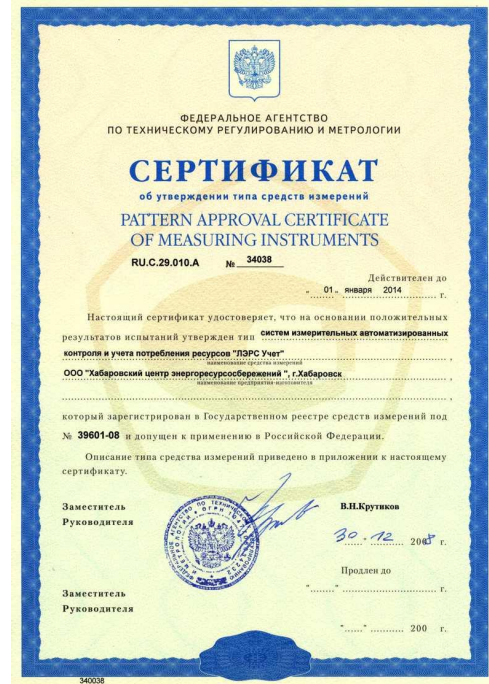 ФЕДЕРАЛЬНОЕ АГЕНТСТВО
ПО ТЕХНИЧЕСКОМУ РЕГУЛИРОВАНИЮ И МЕТРОЛОГИИ
СЕРТИФИКАТ
об утверждении типа средств измерений
PATTERN APPROVAL CERTIFICATE
OF MEASURING INSTRUMENTS
RU.C.29.010.A № 34038
Действителен до
" 01 " января 2014 г.
Настоящий сертификат удостоверяет, что на основании положительных
результатов испытаний утвержден тип систем измерительных автоматизированных
контроля и учета потребления ресурсов "ЛЭРС Учет" ,
наименование средства измерений
ООО "Хабаровский центр энергоресурсосбережений ", г.Хабаровск
наименование предприятия-изготовителя
,
который зарегистрирован в Государственном реестре средств измерений под
№ 39601-08 и допущен к применению в Российской Федерации.
Описание типа средства измерений приведено в приложении к настоящему
сертификату.
Заместитель
Руководителя
В.Н.Крутиков
30 . 12 2008 г.
Продлен до
" " г.
Заместитель
Руководителя
" " 200 г.
340038